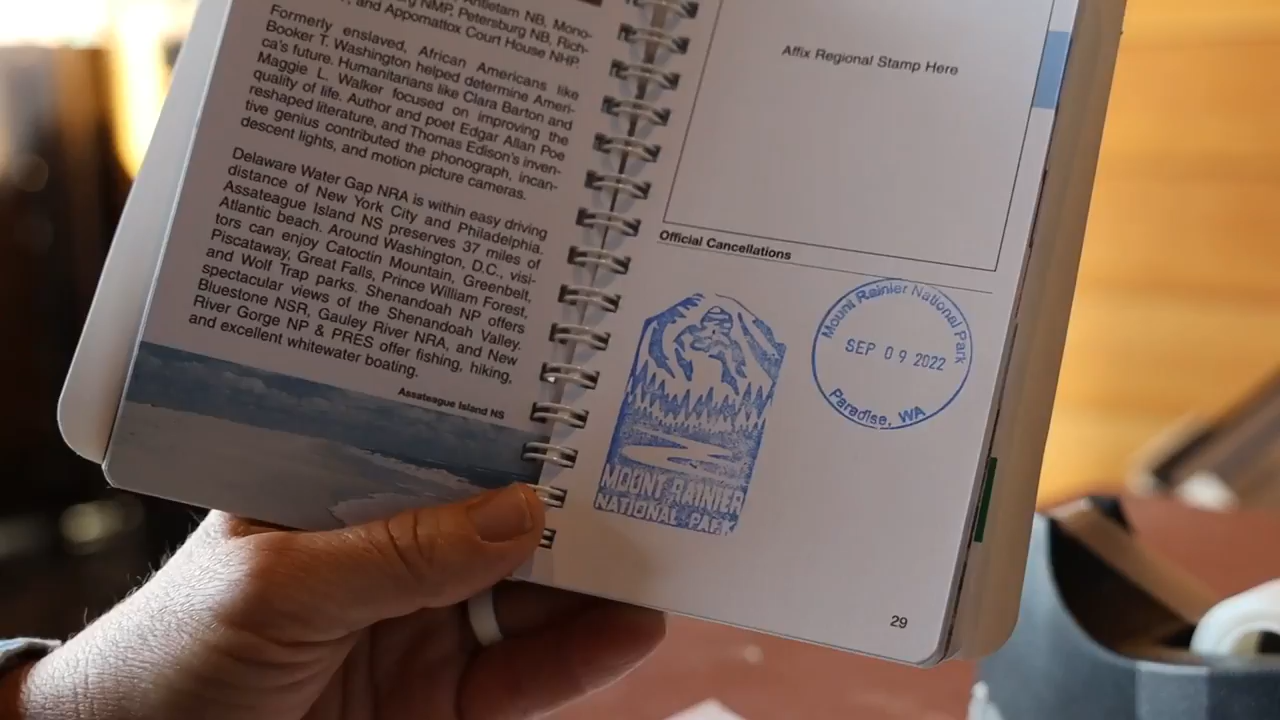 Antietam NB, Mono-
NMP, Petersburg NB, Rich-
and Appomattox Court House NHP.
Formerly enslaved, African Americans like
Booker T. Washington helped determine Ameri-
ca's future. Humanitarians like Clara Barton and
Maggie L. Walker focused on improving the
quality of life. Author and poet Edgar Allan Poe
reshaped literature, and Thomas Edison's inven-
tive genius contributed the phonograph, incan-
descent lights, and motion picture cameras.
Delaware Water Gap NRA is within easy driving
distance of New York City and Philadelphia.
Assateague Island NS preserves 37 miles of
Atlantic beach. Around Washington, D.C., visi-
tors can enjoy Catoctin Mountain, Greenbelt,
Piscataway, Great Falls, Prince William Forest,
and Wolf Trap parks. Shenandoah NP offers
spectacular views of the Shenandoah Valley.
Bluestone NSR, Gauley River NRA, and New
River Gorge NP & PRES offer fishing, hiking,
and excellent whitewater boating.
Assateague Island NS
Affix Regional Stamp Here
Official Cancellations
MOUNT RAINIER
NATIONAL PARK
Mount Rainier National Park
SEP 09 2022
Paradise, WA
29